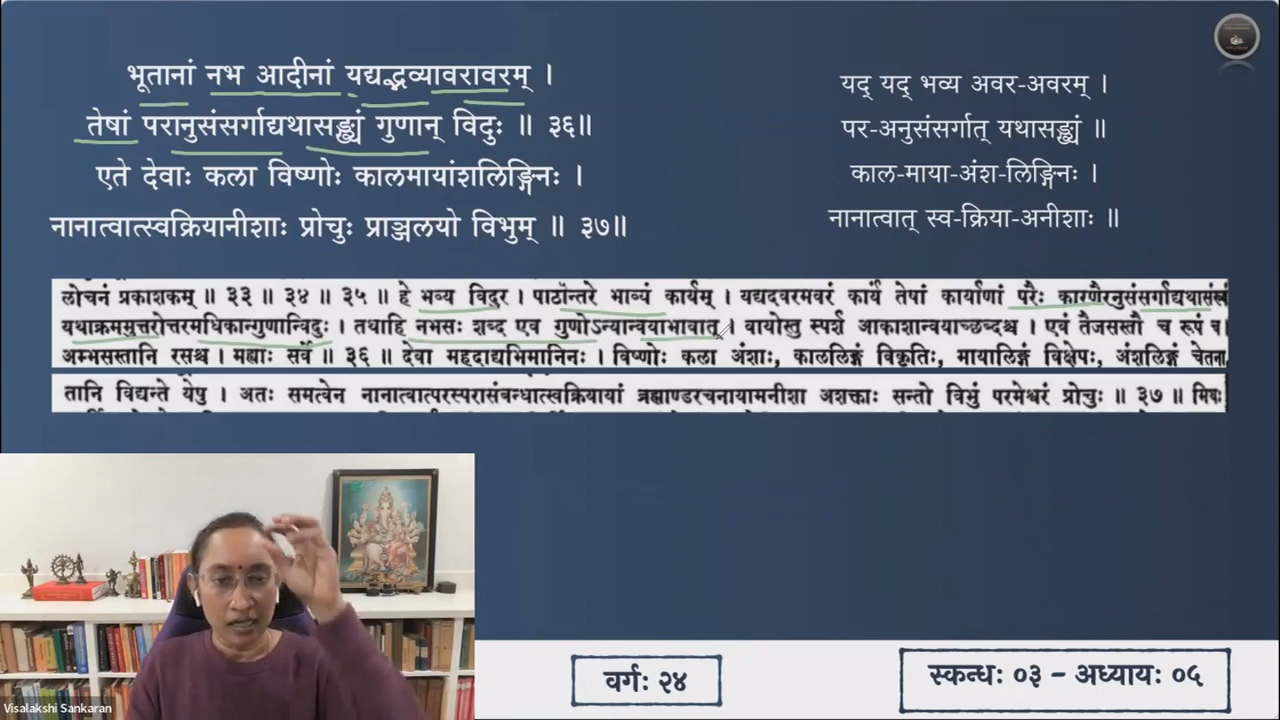 भूतानां नभ आदीनां यद्यद्भव्यावरावरम् ।
तेषां परानुसंसर्गाद्यथासङ्ख्यं गुणान् विदुः ॥ ३६॥
एते देवाः कला विष्णोः कालमायांशलिङ्गिनः ।
नानात्वात्स्वक्रियानीशाः प्रोचुः प्राञ्जलयो विभुम् ॥ ३७॥
यद् यद् भव्य अवर-अवरम् ।
पर-अनुसंसर्गात् यथासङ्ख्यं ॥
काल-माया-अंश-लिङ्गिनः ।
नानात्वात् स्व-क्रिया-अनीशाः ॥
लोचनं प्रकाशकम् ॥ ३३ ॥ ३४ ॥ ३५ ॥ हे भव्य विदुर । पाठान्तरे भाव्यं कार्यम् । यद्यदवरमवरं कार्यं तेषां कार्याणां परैः कारणैरनुसंसर्गाद्यथासंख्यं
यथाक्रममुत्तरोत्तरमधिकान्गुणान्विदुः । तथाहि नभसः शब्द एव गुणोऽन्यान्वयाभावात् । वायोस्तु स्पर्श आकाशान्वयाच्छब्दश्च । एवं तेजसस्तौ च रूपं च ।
अम्भसस्तानि रसश्च । मह्याः सर्वे ॥ ३६ ॥ देवा महदाद्यभिमानिनः । विष्णोः कला अंशाः, काललिङ्गं विकृतिः, मायालिङ्गं विक्षेपः, अंशलिङ्गं चेतना,
तानि विद्यन्ते येषु । अतः समत्वेन नानात्वात्परस्परासंबन्धात्स्वक्रियायां ब्रह्माण्डरचनायामनीशा अशक्ताः सन्तो विभुं परमेश्वरं प्रोचुः ॥ ३७ ॥ मिषः
Visalakshi Sankaran
वर्गः २४
स्कन्धः ०३ – अध्यायः ०५